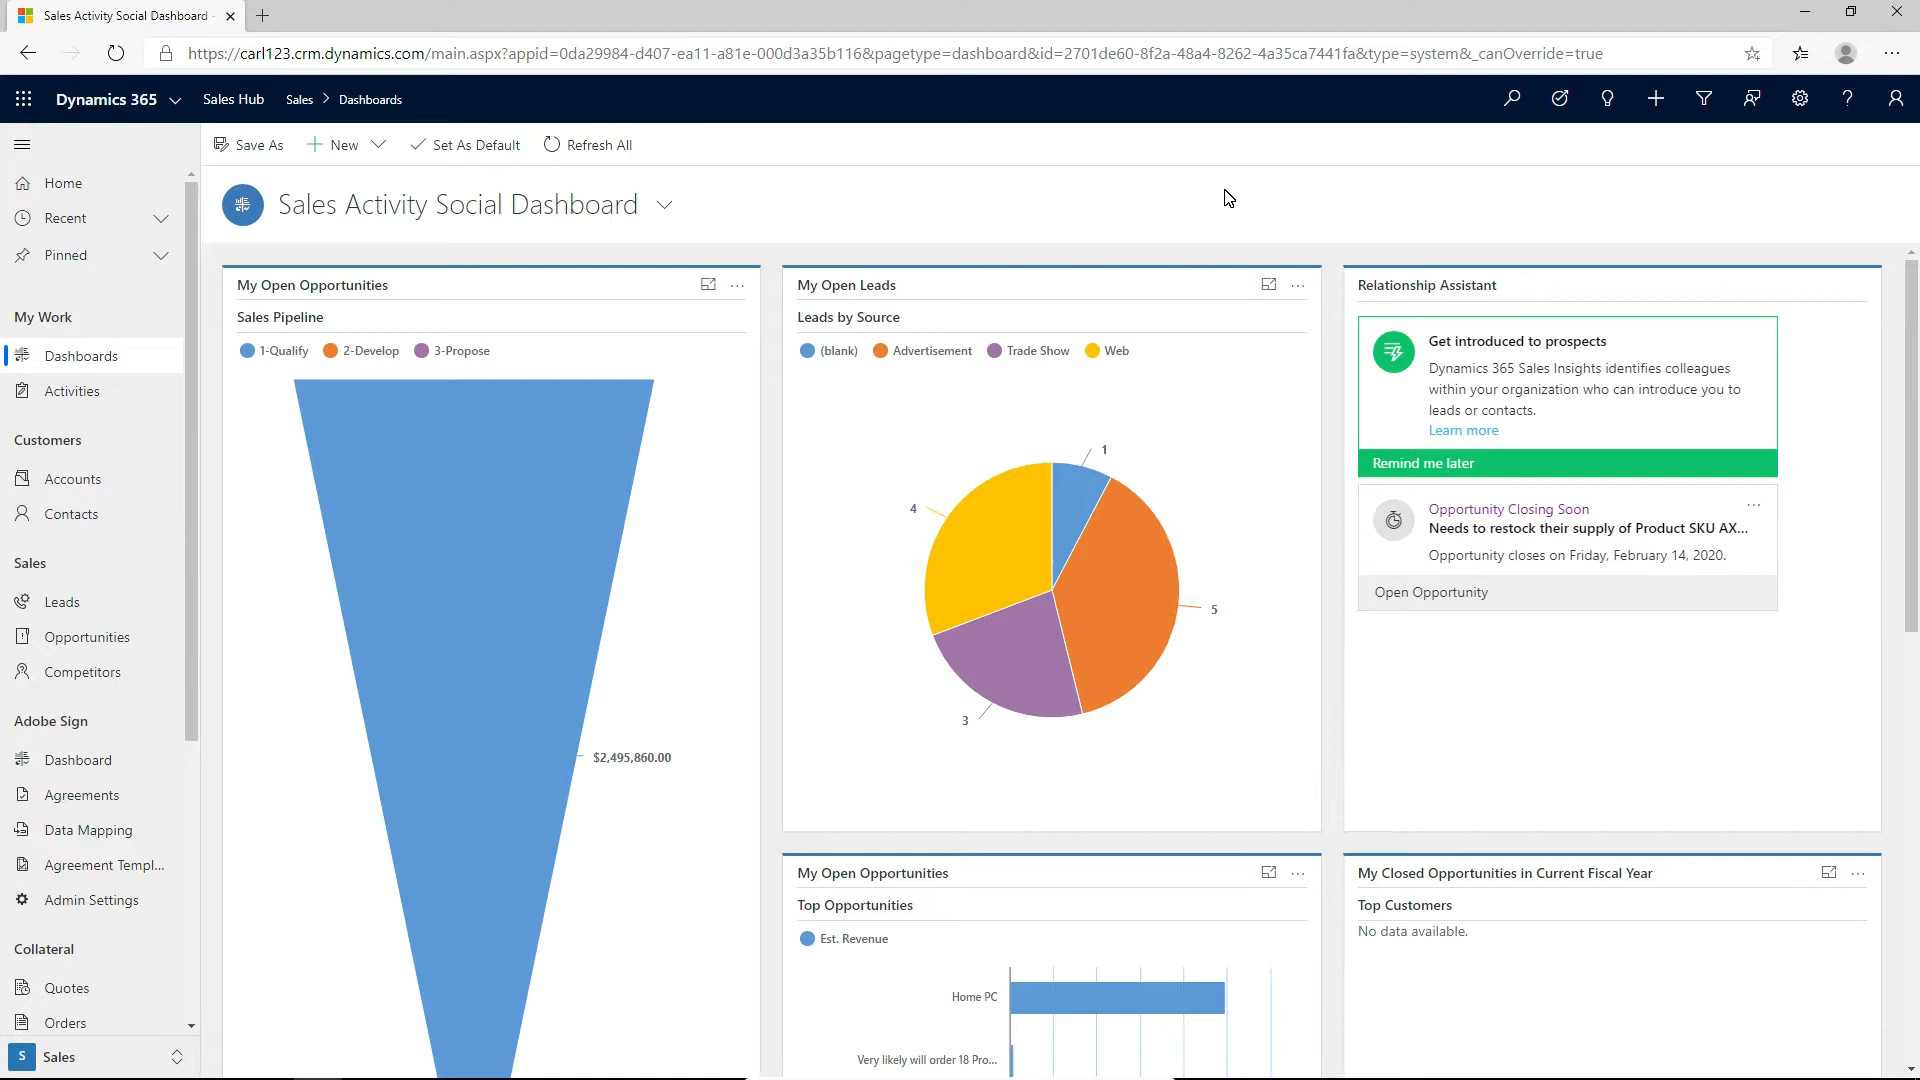 Sales Activity Social Dashboard
https://carl123.crm.dynamics.com/main.aspx?appid=0da29984-d407-ea11-a81e-000d3a35b116&pagetype=dashboard&id=2701de60-8f2a-48a4-8262-4a35ca7441fa&type=system&_canOverride=true
Dynamics 365 Sales Hub Sales > Dashboards
Save As New Set As Default Refresh All
Sales Activity Social Dashboard
Home
Recent
Pinned
My Work
Dashboards
Activities
Customers
Accounts
Contacts
Sales
Leads
Opportunities
Competitors
Adobe Sign
Dashboard
Agreements
Data Mapping
Agreement Templ...
Admin Settings
Collateral
Quotes
Orders
S Sales
My Open Opportunities
Sales Pipeline
1-Qualify 2-Develop 3-Propose
$2,495,860.00
My Open Leads
Leads by Source
(blank) Advertisement Trade Show Web
1
4
5
3
Relationship Assistant
Get introduced to prospects
Dynamics 365 Sales Insights identifies colleagues
within your organization who can introduce you to
leads or contacts.
Learn more
Remind me later
Opportunity Closing Soon
Needs to restock their supply of Product SKU AX...
Opportunity closes on Friday, February 14, 2020.
Open Opportunity
My Open Opportunities
Top Opportunities
Est. Revenue
Home PC
Very likely will order 18 Pro...
My Closed Opportunities in Current Fiscal Year
Top Customers
No data available.